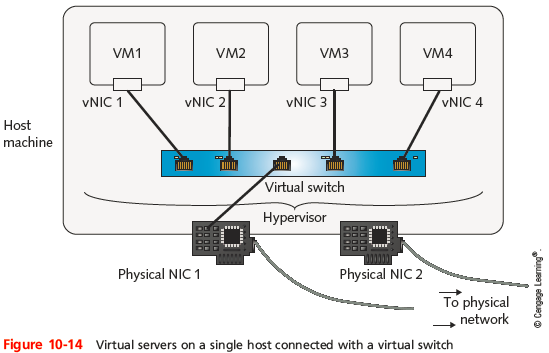 VM1 VM2 VM3 VM4
vNIC 1 vNIC 2 vNIC 3 vNIC 4
Host
machine
Virtual switch
Hypervisor
Physical NIC 1 Physical NIC 2
To physical
network
© Cengage Learning®.
Figure 10-14 Virtual servers on a single host connected with a virtual switch